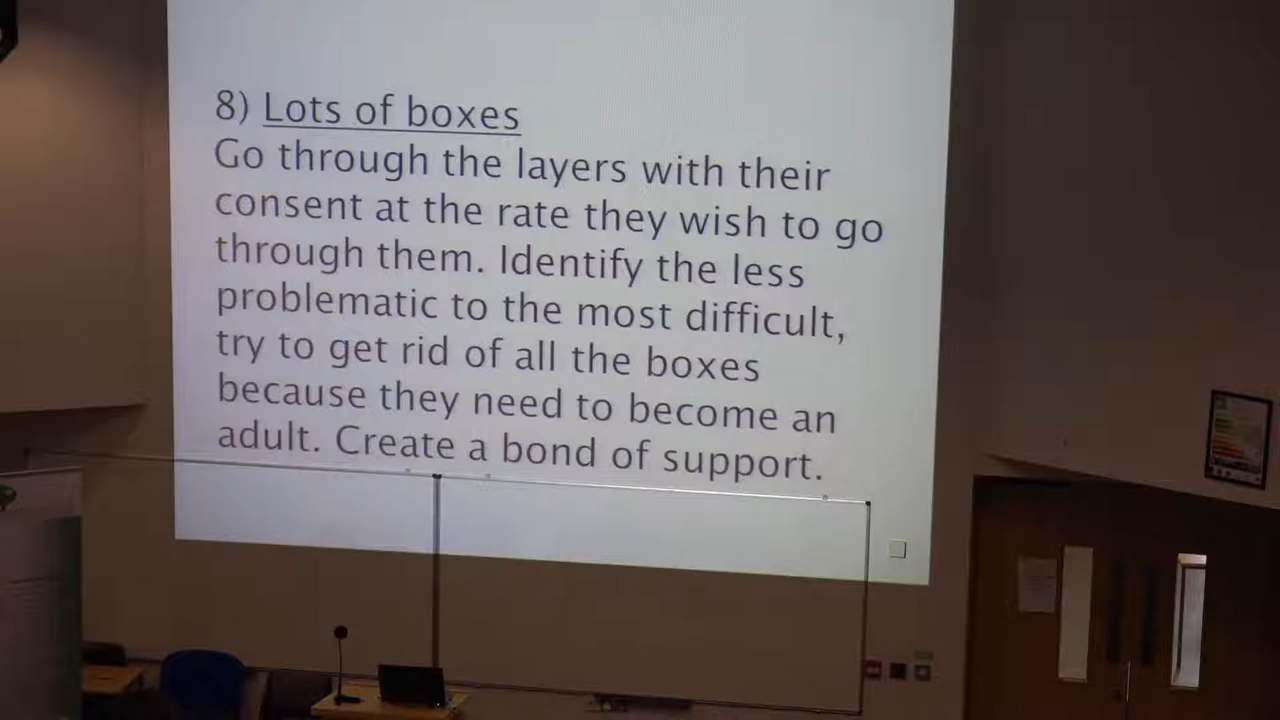 8) Lots of boxes
Go through the layers with their
consent at the rate they wish to go
through them. Identify the less
problematic to the most difficult,
try to get rid of all the boxes
because they need to become an
adult. Create a bond of support.